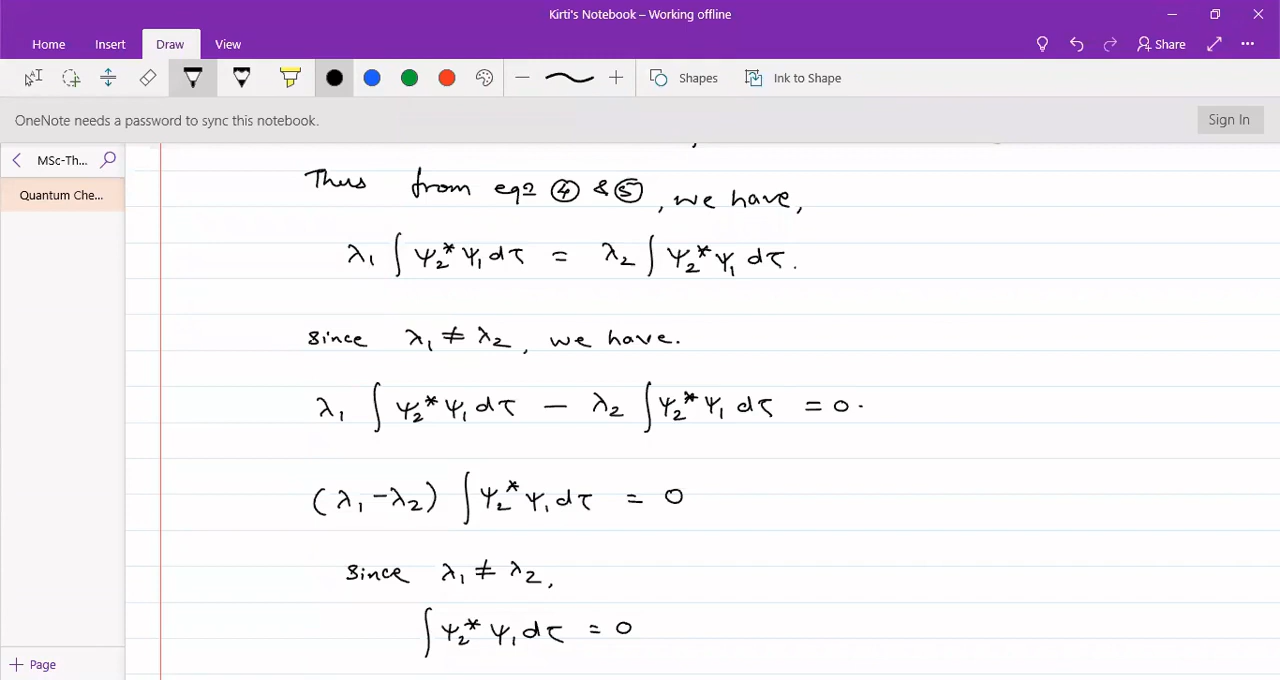 Kirti's Notebook – Working offline
Home Insert Draw View Share
Shapes Ink to Shape
OneNote needs a password to sync this notebook. Sign In
MSc-Th...
Quantum Che...
Thus from eqn ④ & ⑤, we have,
λ₁ ∫ ψ₂* ψ₁ dτ = λ₂ ∫ ψ₂* ψ₁ dτ.
Since λ₁ ≠ λ₂, we have.
λ₁ ∫ ψ₂* ψ₁ dτ — λ₂ ∫ ψ₂* ψ₁ dτ = 0.
(λ₁ - λ₂) ∫ ψ₂* ψ₁ dτ = 0
Since λ₁ ≠ λ₂,
∫ ψ₂* ψ₁ dτ = 0
+ Page